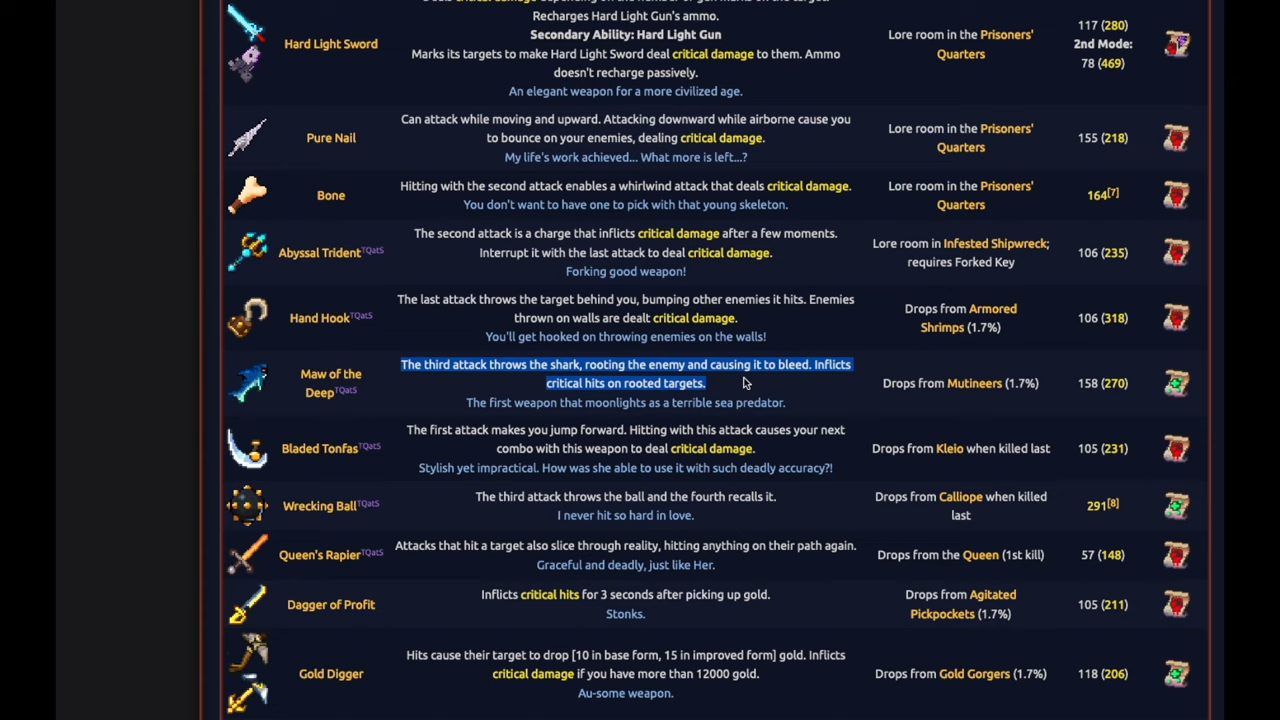 Deals critical damage depending on the number of gun marks on the target.
Recharges Hard Light Gun's ammo.
Secondary Ability: Hard Light Gun
Marks its targets to make Hard Light Sword deal critical damage to them. Ammo
doesn't recharge passively.
An elegant weapon for a more civilized age.
Hard Light Sword
Lore room in the Prisoners'
Quarters
117 (280)
2nd Mode:
78 (469)
Pure Nail
Can attack while moving and upward. Attacking downward while airborne cause you
to bounce on your enemies, dealing critical damage.
My life's work achieved... What more is left...?
Lore room in the Prisoners'
Quarters
155 (218)
Bone
Hitting with the second attack enables a whirlwind attack that deals critical damage.
You don't want to have one to pick with that young skeleton.
Lore room in the Prisoners'
Quarters
164[7]
Abyssal Trident TQatS
The second attack is a charge that inflicts critical damage after a few moments.
Interrupt it with the last attack to deal critical damage.
Forking good weapon!
Lore room in Infested Shipwreck;
requires Forked Key
106 (235)
Hand Hook TQatS
The last attack throws the target behind you, bumping other enemies it hits. Enemies
thrown on walls are dealt critical damage.
You'll get hooked on throwing enemies on the walls!
Drops from Armored
Shrimps (1.7%)
106 (318)
Maw of the
Deep TQatS
The third attack throws the shark, rooting the enemy and causing it to bleed. Inflicts
critical hits on rooted targets.
The first weapon that moonlights as a terrible sea predator.
Drops from Mutineers (1.7%)
158 (270)
Bladed Tonfas TQatS
The first attack makes you jump forward. Hitting with this attack causes your next
combo with this weapon to deal critical damage.
Stylish yet impractical. How was she able to use it with such deadly accuracy?!
Drops from Kleio when killed last
105 (231)
Wrecking Ball TQatS
The third attack throws the ball and the fourth recalls it.
I never hit so hard in love.
Drops from Calliope when killed
last
291[8]
Queen's Rapier TQatS
Attacks that hit a target also slice through reality, hitting anything on their path again.
Graceful and deadly, just like Her.
Drops from the Queen (1st kill)
57 (148)
Dagger of Profit
Inflicts critical hits for 3 seconds after picking up gold.
Stonks.
Drops from Agitated
Pickpockets (1.7%)
105 (211)
Gold Digger
Hits cause their target to drop [10 in base form, 15 in improved form] gold. Inflicts
critical damage if you have more than 12000 gold.
Au-some weapon.
Drops from Gold Gorgers (1.7%)
118 (206)